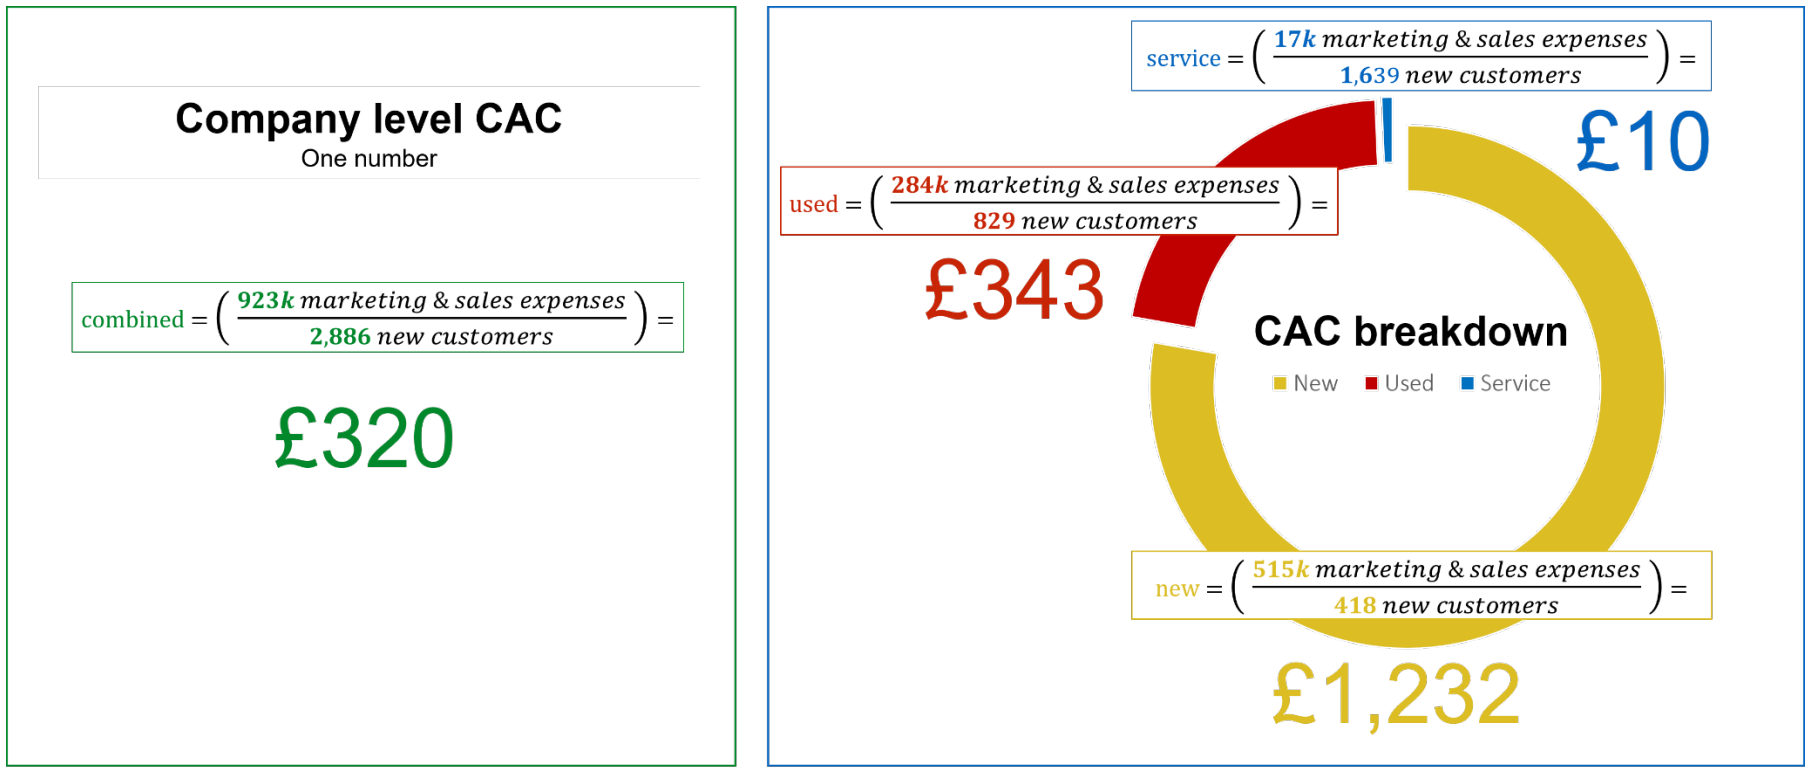 Company level CAC
One number
combined = ( 923k marketing & sales expenses / 2,886 new customers ) =
£320
service = ( 17k marketing & sales expenses / 1,639 new customers ) =
£10
used = ( 284k marketing & sales expenses / 829 new customers ) =
£343
CAC breakdown
New Used Service
new = ( 515k marketing & sales expenses / 418 new customers ) =
£1,232